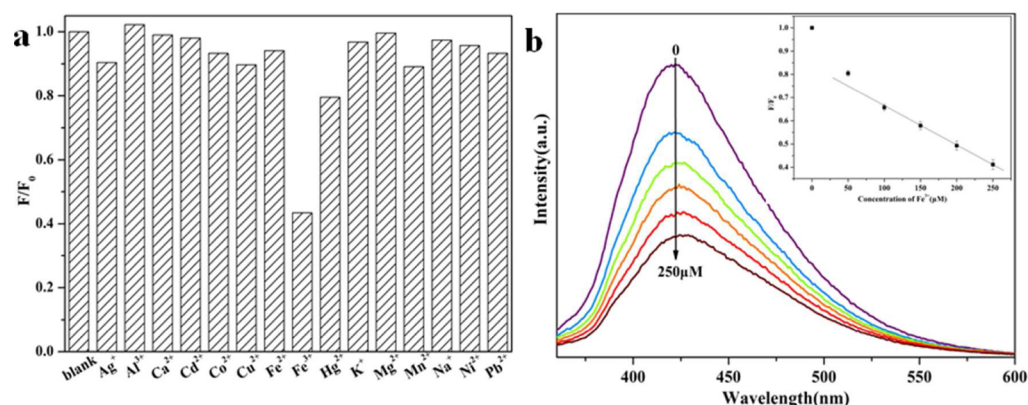 a
F/F₀
1.0
0.8
0.6
0.4
0.2
0.0
blank Ag⁺ Al³⁺ Ca²⁺ Cd²⁺ Co²⁺ Cu²⁺ Fe²⁺ Fe³⁺ Hg²⁺ K⁺ Mg²⁺ Mn²⁺ Na⁺ Ni²⁺ Pb²⁺
b
Intensity(a.u.)
0
250μM
400 450 500 550 600
Wavelength(nm)
F/F₀
1.0
0.9
0.8
0.7
0.6
0.5
0.4
0 50 100 150 200 250
Concentration of Fe³⁺(μM)